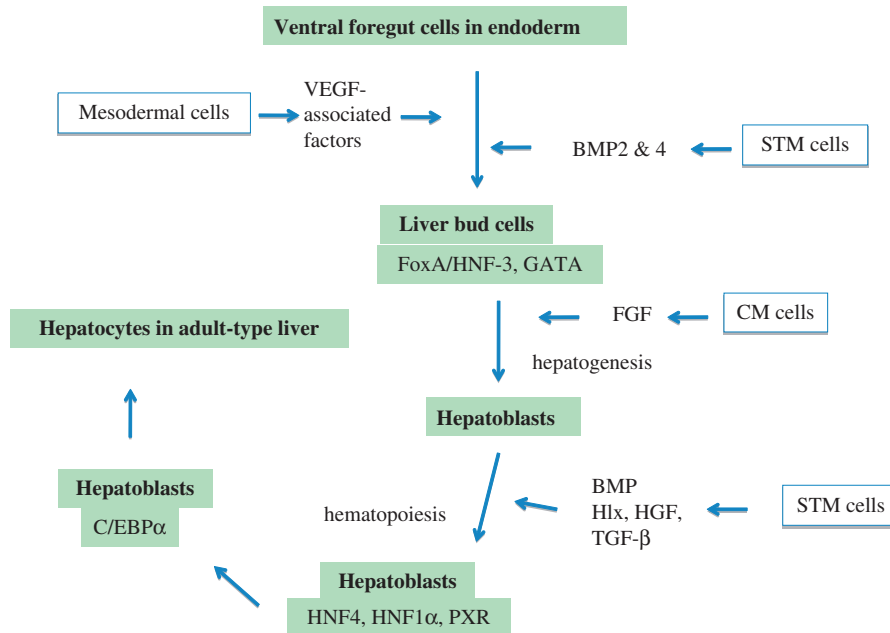 Ventral foregut cells in endoderm
Mesodermal cells
VEGF-
associated
factors
BMP2 & 4
STM cells
Liver bud cells
FoxA/HNF-3, GATA
FGF
CM cells
Hepatocytes in adult-type liver
hepatogenesis
Hepatoblasts
BMP
Hlx, HGF,
TGF-β
STM cells
hematopoiesis
Hepatoblasts
C/EBPα
Hepatoblasts
HNF4, HNF1α, PXR